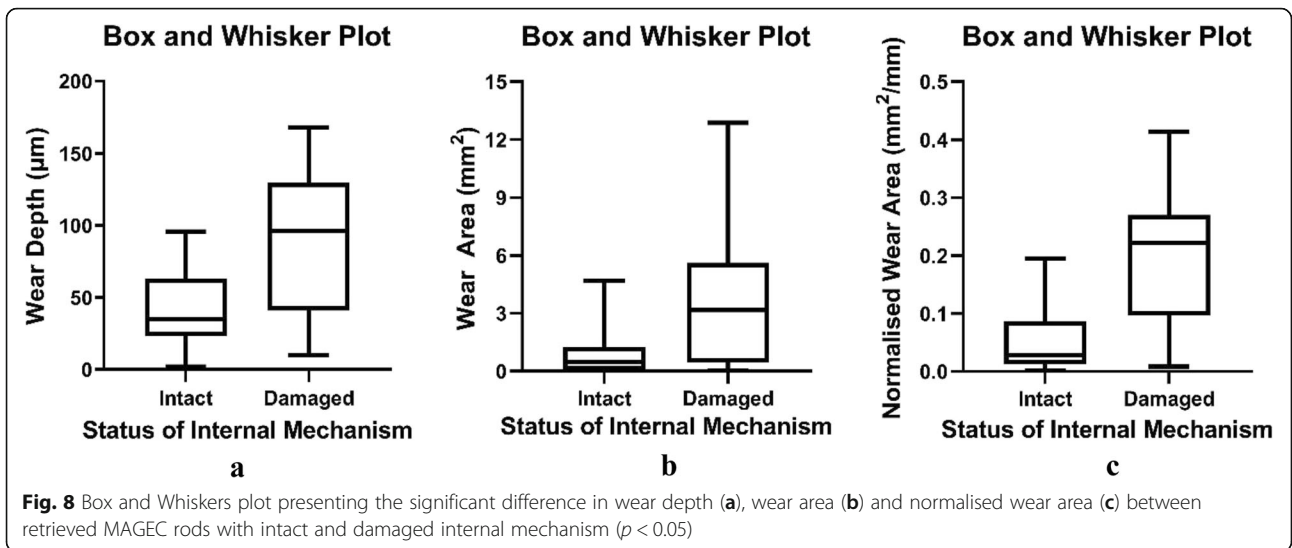 Box and Whisker Plot
Wear Depth (µm)
200
150
100
50
0
Intact Damaged
Status of Internal Mechanism
a
Box and Whisker Plot
Wear Area (mm²)
15
12
9
6
3
0
Intact Damaged
Status of Internal Mechanism
b
Box and Whisker Plot
Normalised Wear Area (mm²/mm)
0.5
0.4
0.3
0.2
0.1
0.0
Intact Damaged
Status of Internal Mechanism
c
Fig. 8 Box and Whiskers plot presenting the significant difference in wear depth (a), wear area (b) and normalised wear area (c) between
retrieved MAGEC rods with intact and damaged internal mechanism (p < 0.05)